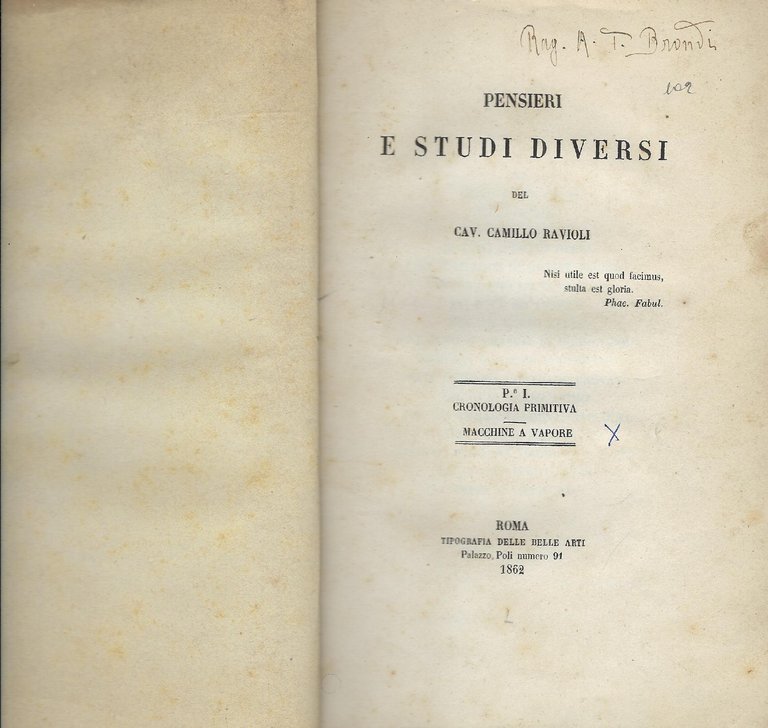 Rag. A. T. Brondi
102
PENSIERI
E STUDI DIVERSI
DEL
CAV. CAMILLO RAVIOLI
Nisi utile est quod facimus,
stulta est gloria.
Phae. Fabul.
P.e I.
CRONOLOGIA PRIMITIVA
MACCHINE A VAPORE
X
ROMA
TIPOGRAFIA DELLE BELLE ARTI
Palazzo Poli numero 91
1862